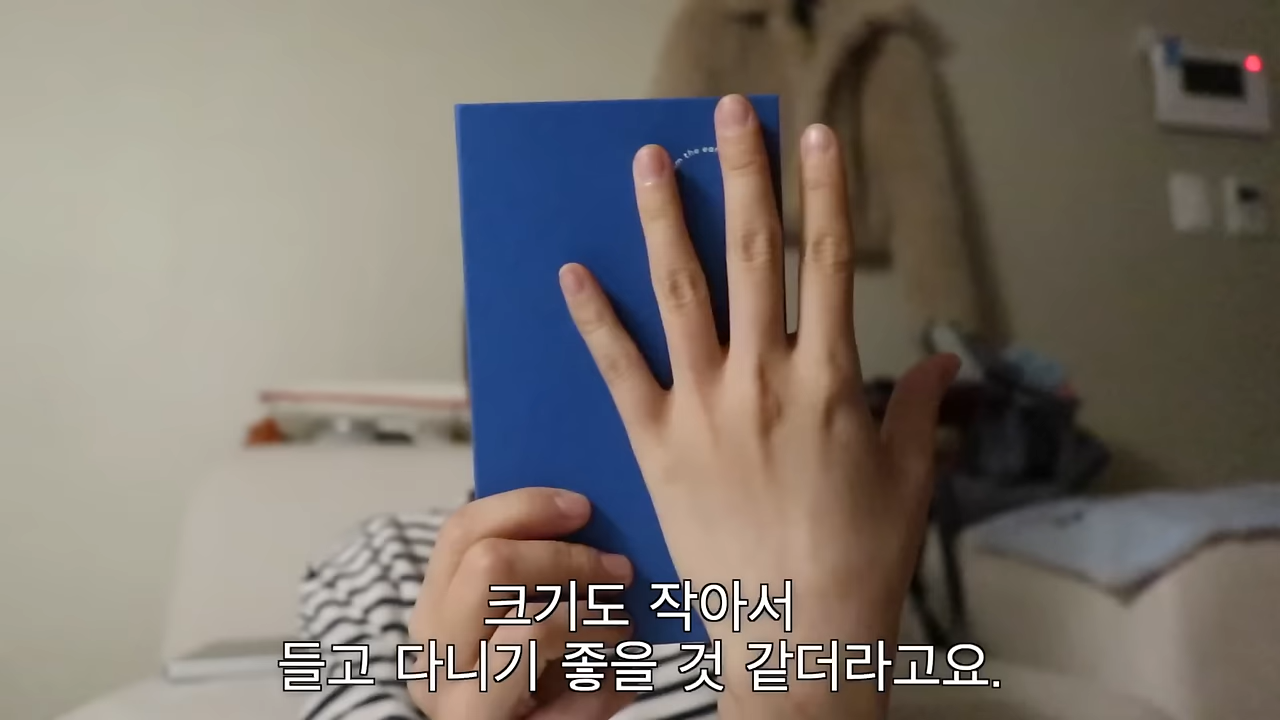 the
크기도 작아서
들고 다니기 좋을 것 같더라고요.